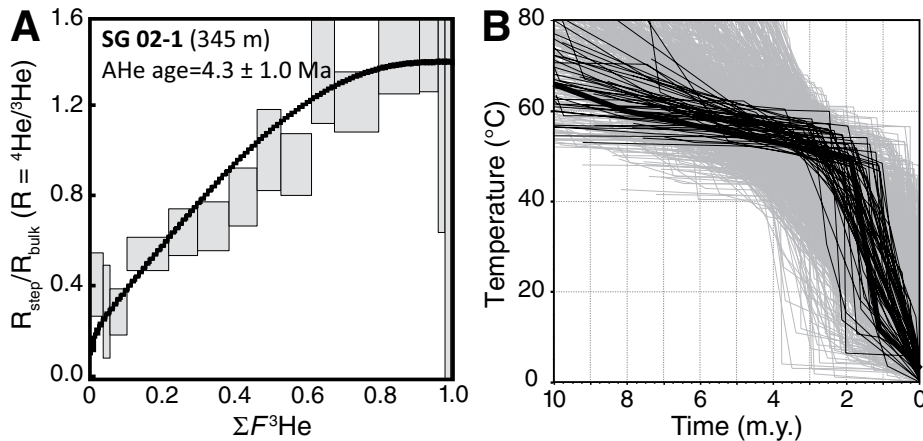 A
SG 02-1 (345 m)
AHe age=4.3 ± 1.0 Ma
1.6
1.2
0.8
0.4
0.0
R_step/R_bulk (R = ⁴He/³He)
0 0.2 0.4 0.6 0.8 1.0
ΣF³He
B
80
60
40
20
0
Temperature (°C)
10 8 6 4 2 0
Time (m.y.)